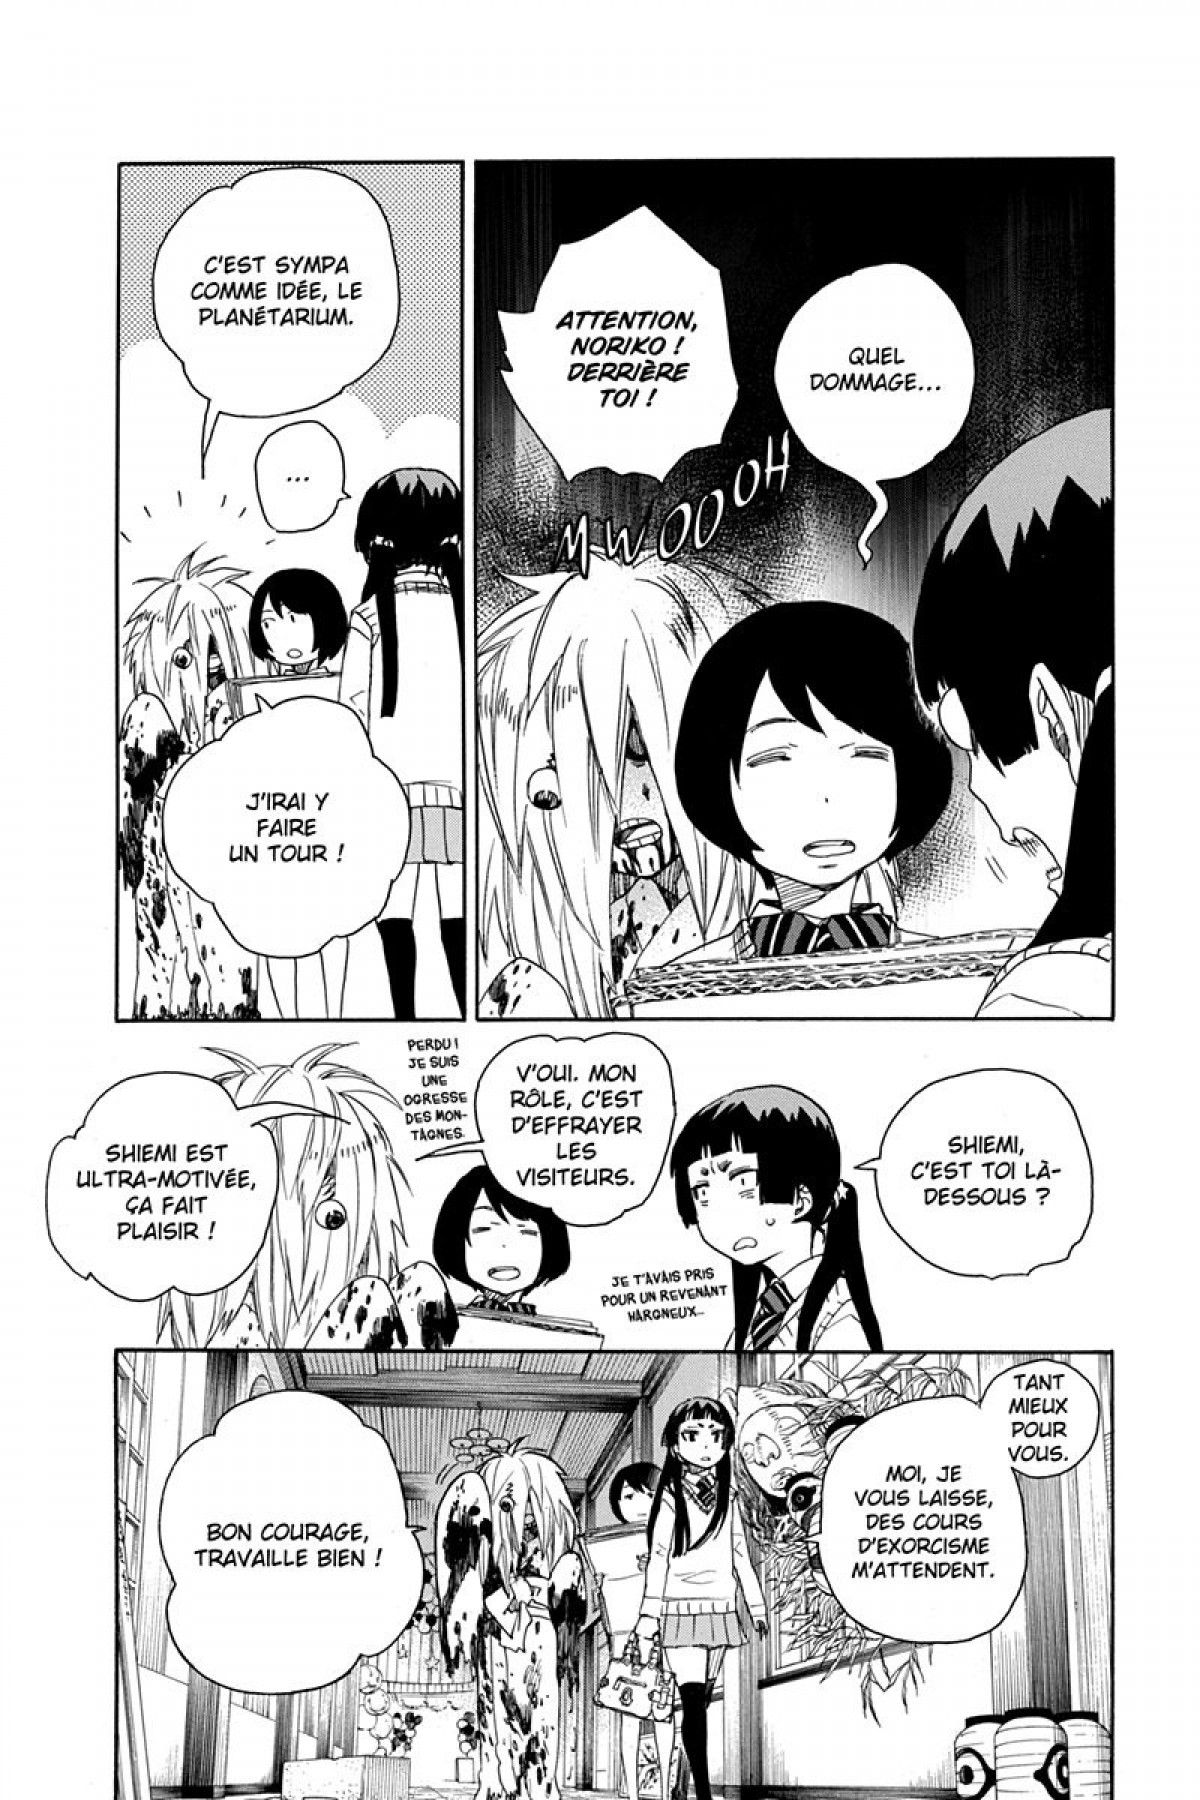 QUEL
DOMMAGE...
ATTENTION,
NORIKO !
DERRIÈRE
TOI !
MWOOOH
C'EST SYMPA
COMME IDÉE, LE
PLANÉTARIUM.
...
J'IRAI Y
FAIRE
UN TOUR !
SHIEMI,
C'EST TOI LÀ-
DESSOUS ?
JE T'AVAIS PRIS
POUR UN REVENANT
HARGNEUX...
V'OUI. MON
RÔLE, C'EST
D'EFFRAYER
LES
VISITEURS.
PERDU !
JE SUIS
UNE
OGRESSE
DES MON-
TAGNES.
SHIEMI EST
ULTRA-MOTIVÉE,
ÇA FAIT
PLAISIR !
TANT
MIEUX
POUR
VOUS.
MOI, JE
VOUS LAISSE,
DES COURS
D'EXORCISME
M'ATTENDENT.
BON COURAGE,
TRAVAILLE BIEN !